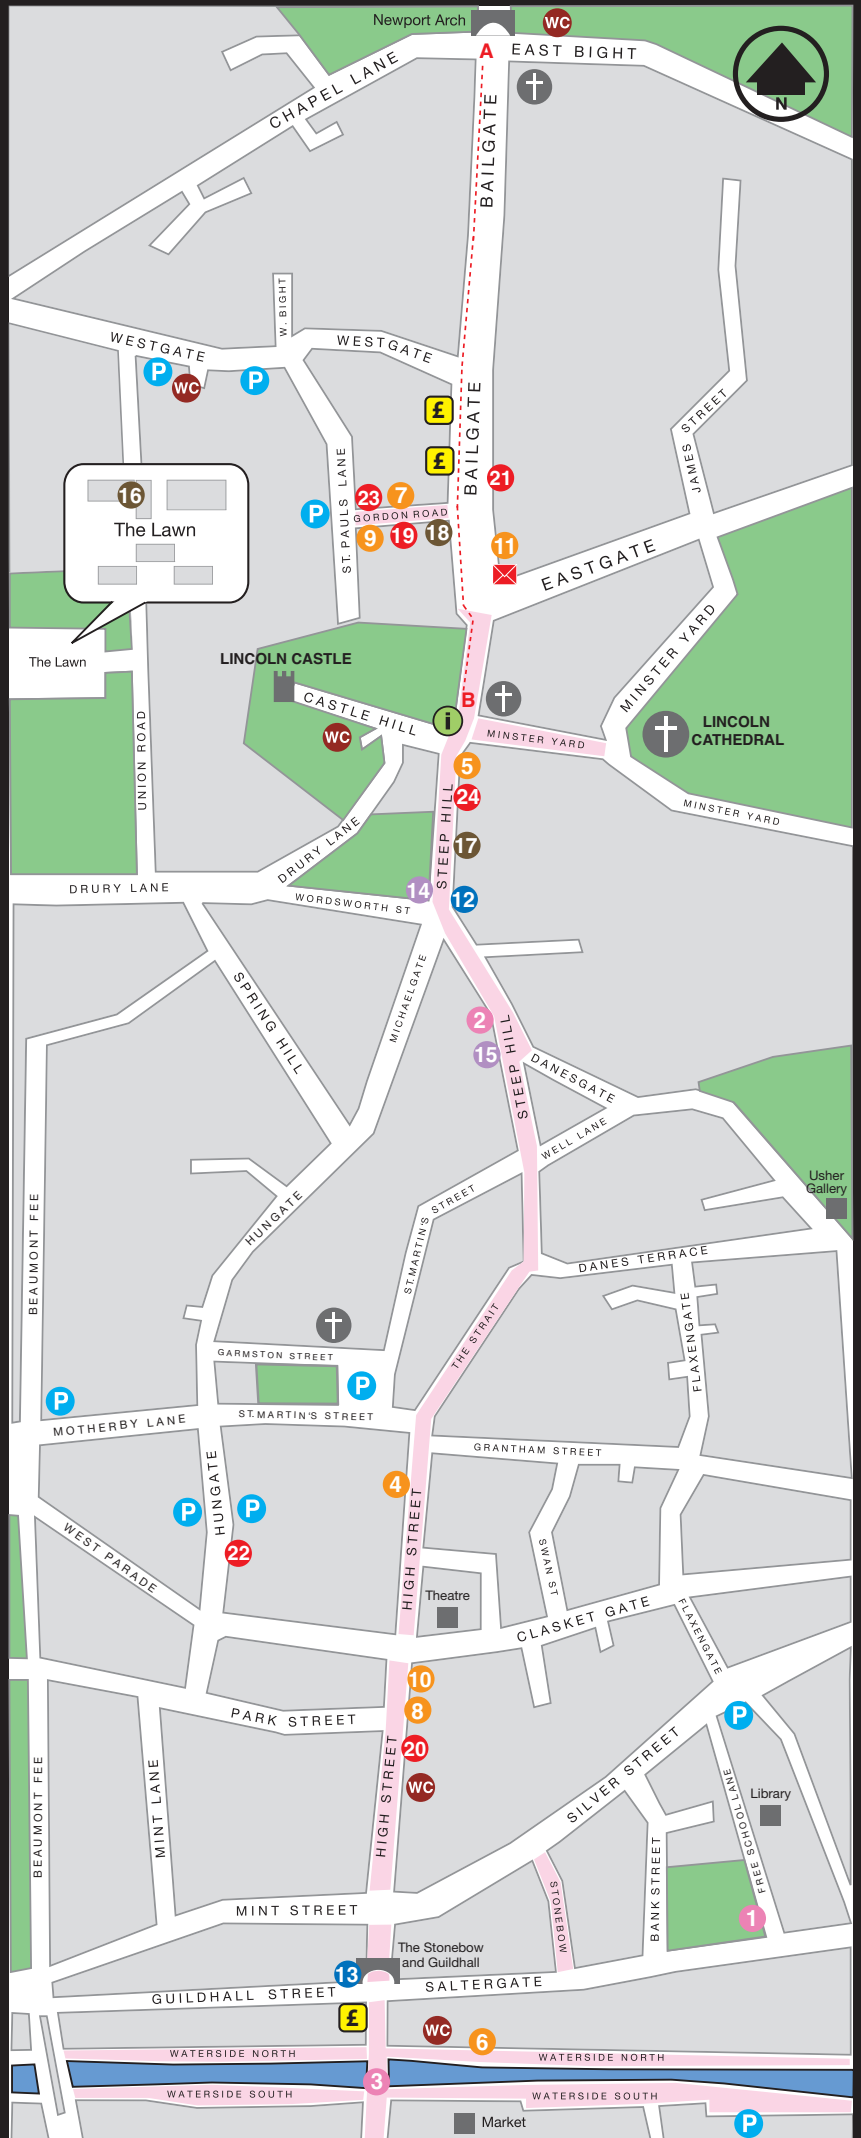 Newport Arch
WC
A
EAST BIGHT
N
CHAPEL LANE
BAILGATE
W. BIGHT
WESTGATE
WESTGATE
P
WC
P
£
BAILGATE
JAMES STREET
£
21
16
The Lawn
ST. PAULS LANE
P
23
7
GORDON ROAD
9
19
18
11
EASTGATE
The Lawn
LINCOLN CASTLE
CASTLE HILL
WC
B
i
MINSTER YARD
MINSTER YARD
LINCOLN
CATHEDRAL
MINSTER YARD
UNION ROAD
5
24
STEEP HILL
17
DRURY LANE
DRURY LANE
WORDSWORTH ST
14
12
SPRING HILL
MICHAELGATE
2
15
STEEP HILL
DANESGATE
WELL LANE
Usher
Gallery
BEAUMONT FEE
HUNGATE
ST.MARTIN'S STREET
DANES TERRACE
THE STRAIT
FLAXENGATE
GARMSTON STREET
P
P
MOTHERBY LANE
ST.MARTIN'S STREET
GRANTHAM STREET
HUNGATE
P
P
4
HIGH STREET
22
WEST PARADE
SWAN ST
Theatre
CLASKET GATE
FLAXENGATE
10
8
PARK STREET
20
WC
HIGH STREET
P
SILVER STREET
BEAUMONT FEE
MINT LANE
Library
FREE SCHOOL LANE
BANK STREET
STONEBOW
1
MINT STREET
The Stonebow
and Guildhall
13
GUILDHALL STREET
SALTERGATE
£
WC
6
WATERSIDE NORTH
WATERSIDE NORTH
3
WATERSIDE SOUTH
WATERSIDE SOUTH
Market
P